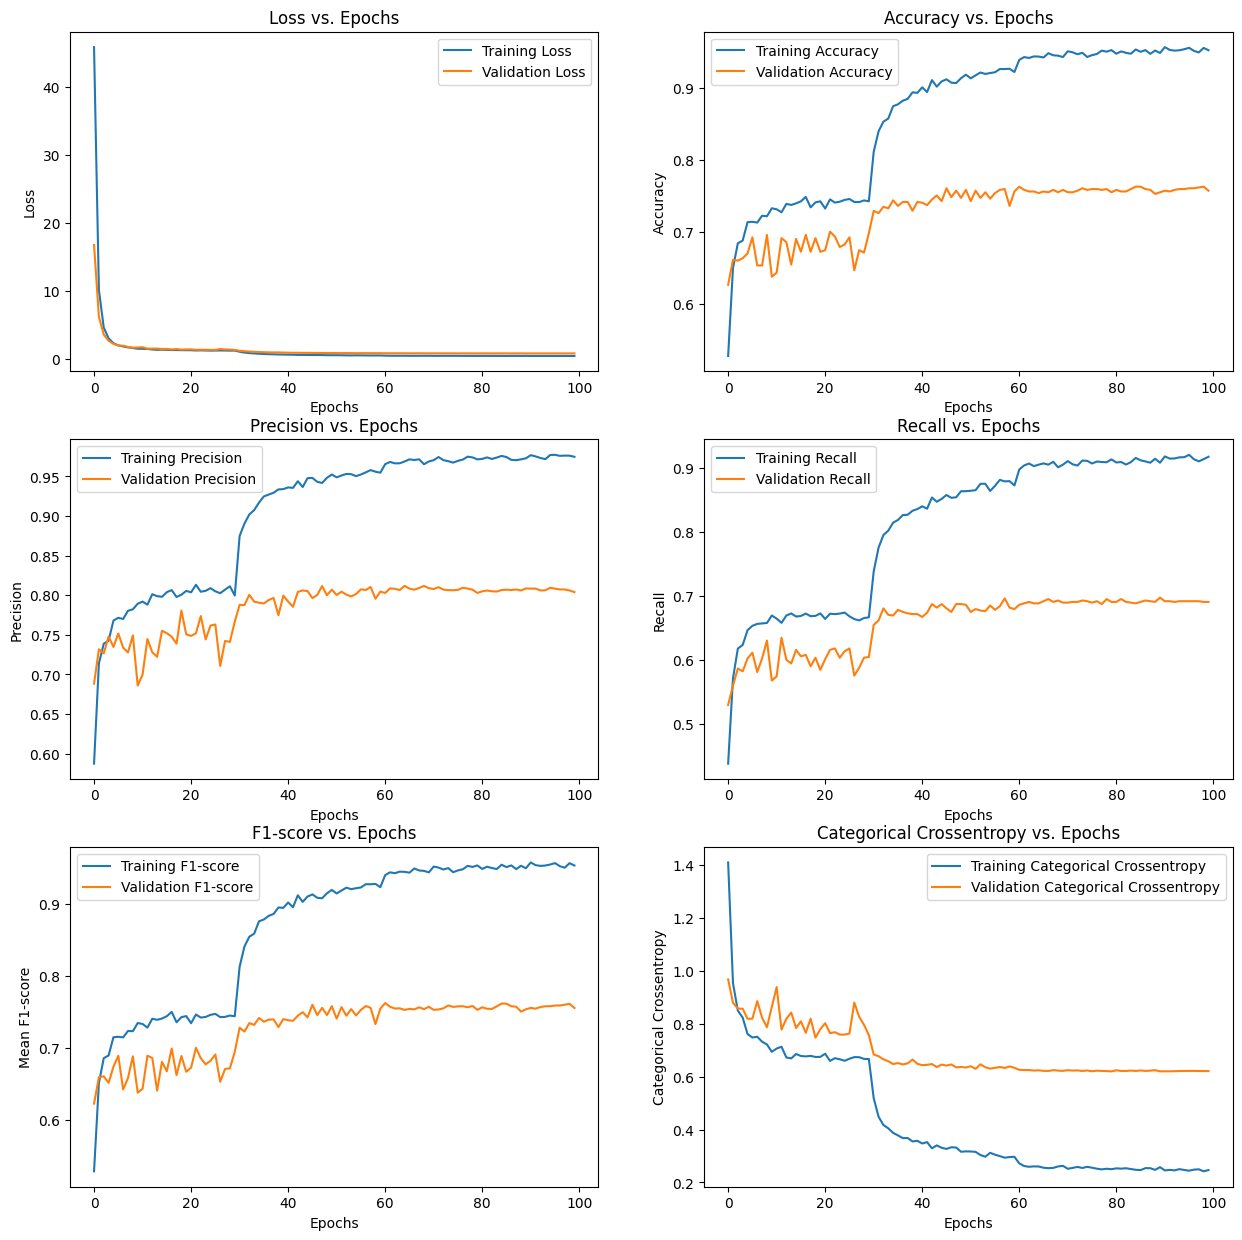 Loss vs. Epochs
Training Loss
Validation Loss
Loss
40
30
20
10
0
0 20 40 60 80 100
Epochs
Accuracy vs. Epochs
Training Accuracy
Validation Accuracy
Accuracy
0.9
0.8
0.7
0.6
0 20 40 60 80 100
Epochs
Precision vs. Epochs
Training Precision
Validation Precision
Precision
0.95
0.90
0.85
0.80
0.75
0.70
0.65
0.60
0 20 40 60 80 100
Epochs
Recall vs. Epochs
Training Recall
Validation Recall
Recall
0.9
0.8
0.7
0.6
0.5
0 20 40 60 80 100
Epochs
F1-score vs. Epochs
Training F1-score
Validation F1-score
Mean F1-score
0.9
0.8
0.7
0.6
0 20 40 60 80 100
Epochs
Categorical Crossentropy vs. Epochs
Training Categorical Crossentropy
Validation Categorical Crossentropy
Categorical Crossentropy
1.4
1.2
1.0
0.8
0.6
0.4
0.2
0 20 40 60 80 100
Epochs